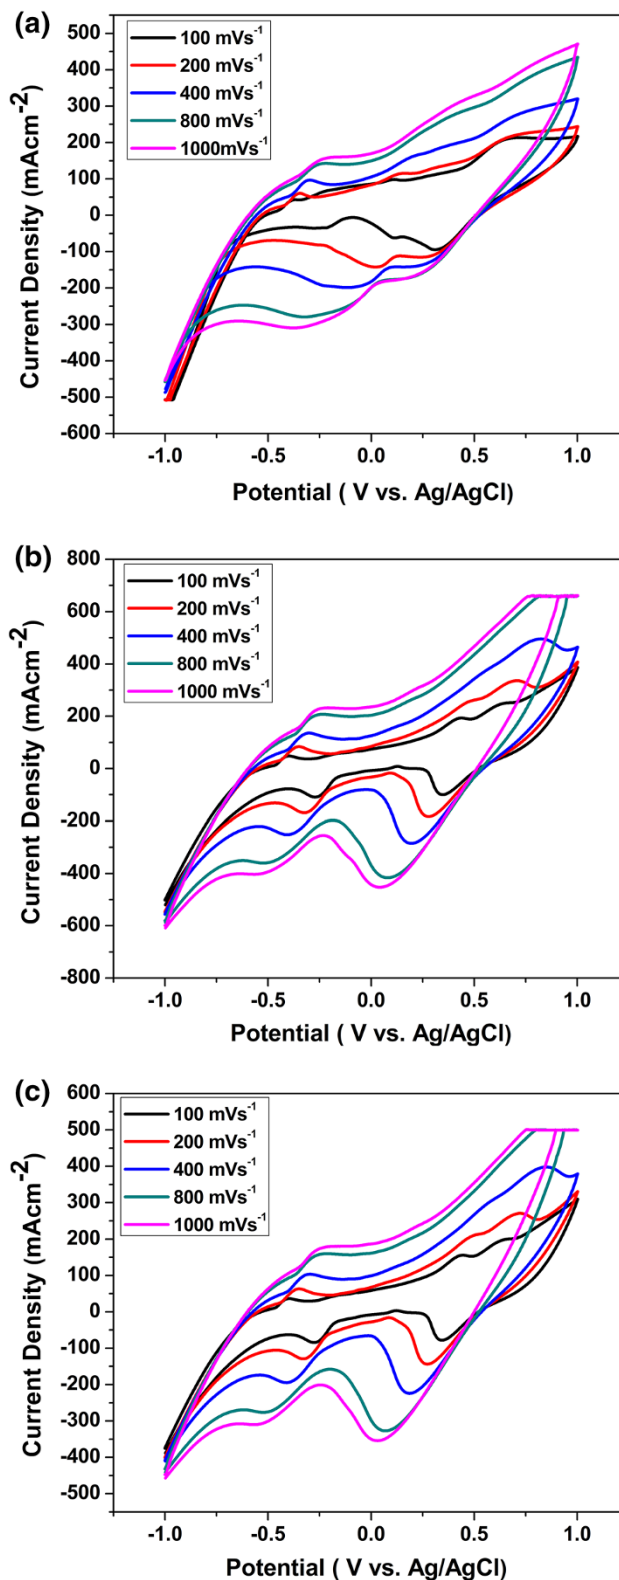 (a)
500
400
300
200
100
0
-100
-200
-300
-400
-500
-600
Current Density (mAcm⁻²)
100 mVs⁻¹
200 mVs⁻¹
400 mVs⁻¹
800 mVs⁻¹
1000mVs⁻¹
-1.0 -0.5 0.0 0.5 1.0
Potential ( V vs. Ag/AgCl)
(b)
800
600
400
200
0
-200
-400
-600
-800
Current Density (mAcm⁻²)
100 mVs⁻¹
200 mVs⁻¹
400 mVs⁻¹
800 mVs⁻¹
1000 mVs⁻¹
-1.0 -0.5 0.0 0.5 1.0
Potential ( V vs. Ag/AgCl)
(c)
600
500
400
300
200
100
0
-100
-200
-300
-400
-500
Current Density (mAcm⁻²)
100 mVs⁻¹
200 mVs⁻¹
400 mVs⁻¹
800 mVs⁻¹
1000 mVs⁻¹
-1.0 -0.5 0.0 0.5 1.0
Potential ( V vs. Ag/AgCl)